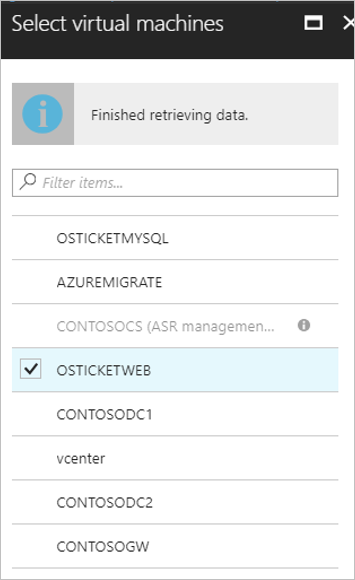 Select virtual machines
Finished retrieving data.
Filter items...
OSTICKETMYSQL
AZUREMIGRATE
CONTOSOCS (ASR managemen...
OSTICKETWEB
CONTOSODC1
vcenter
CONTOSODC2
CONTOSOGW